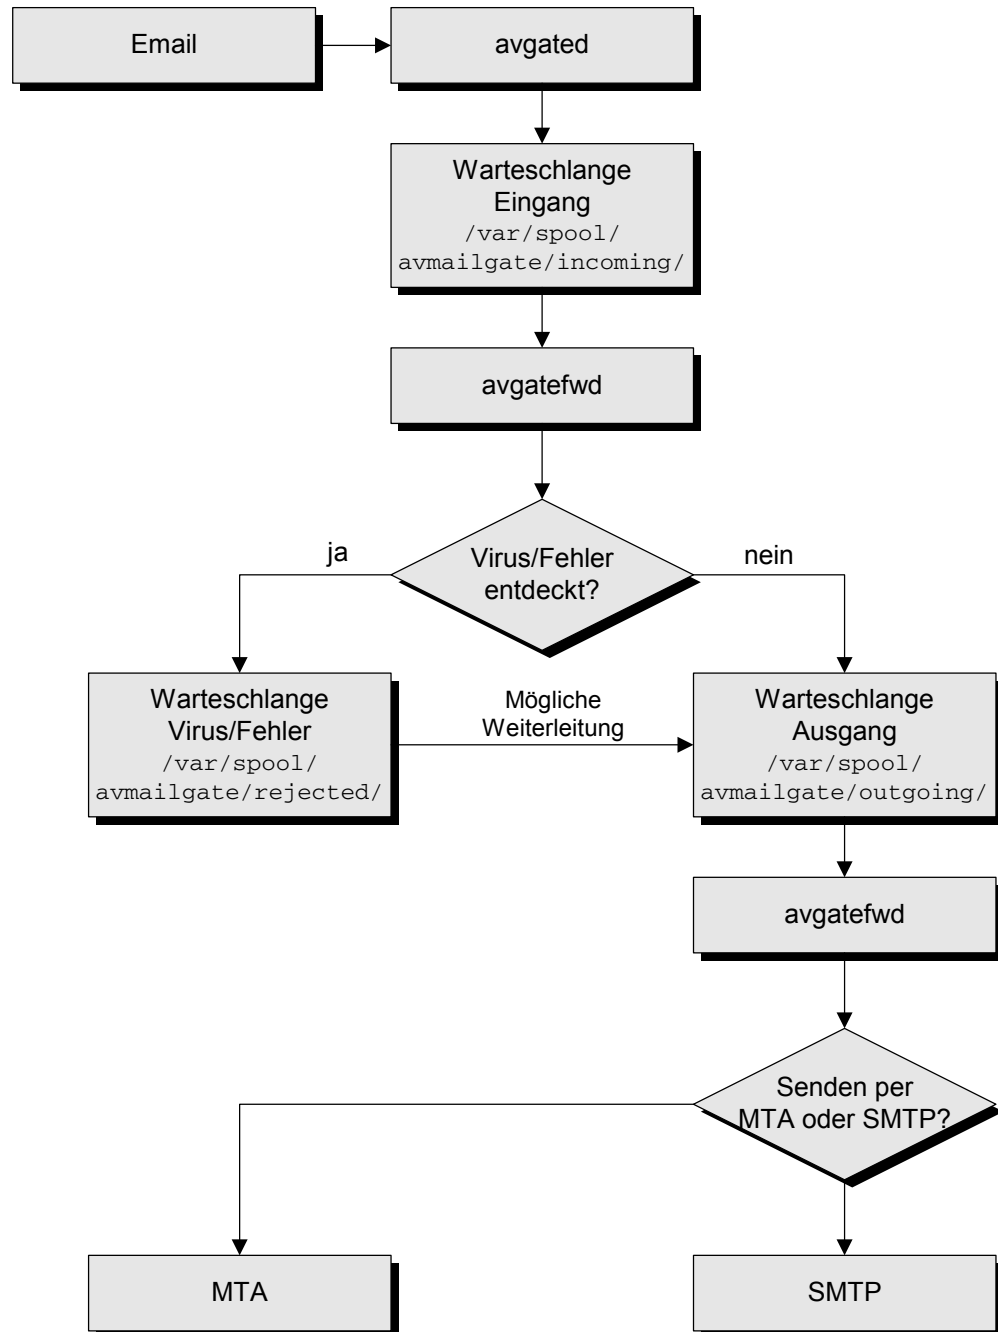 Email
avgated
Warteschlange
Eingang
/var/spool/
avmailgate/incoming/
avgatefwd
Virus/Fehler
entdeckt?
ja
nein
Warteschlange
Virus/Fehler
/var/spool/
avmailgate/rejected/
Mögliche
Weiterleitung
Warteschlange
Ausgang
/var/spool/
avmailgate/outgoing/
avgatefwd
Senden per
MTA oder SMTP?
MTA
SMTP